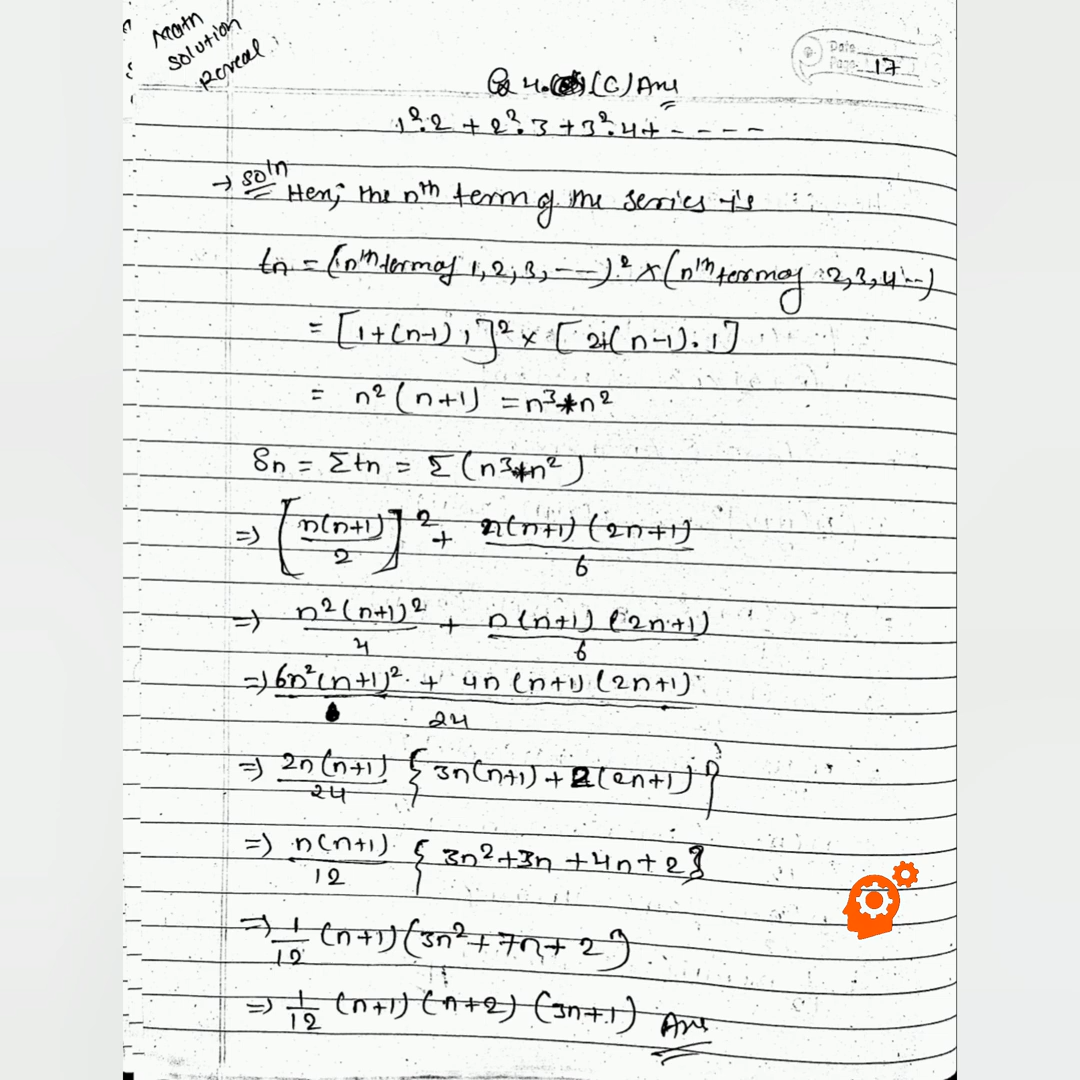 Math
solution
Reveal :
Date
Page 17
Q 4. (C) Ans
1².2 + 2².3 + 3².4 + - - - -
→ soln Here; the nth term of the series is
tn = (nth term of 1, 2, 3, ---)² × (nth term of 2, 3, 4 --)
= [1+(n-1) 1]² × [2+(n-1).1]
= n² (n+1) = n³+n²
Sn = Σtn = Σ (n³+n²)
=> [n(n+1)/2]² + n(n+1) (2n+1)/6
=> n²(n+1)²/4 + n(n+1) (2n+1)/6
=> 6n²(n+1)² + 4n (n+1) (2n+1)/24
=> 2n(n+1)/24 {3n(n+1) + 2(2n+1)}
=> n(n+1)/12 {3n²+3n+4n+2}
=> 1/12 (n+1) (3n²+7n+2)
=> 1/12 (n+1) (n+2) (3n+1) Ans